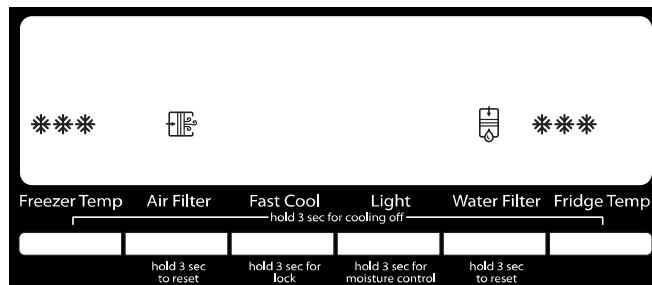 Freezer Temp Air Filter Fast Cool Light Water Filter Fridge Temp
hold 3 sec for cooling off
hold 3 sec
to reset
hold 3 sec for
lock
hold 3 sec for
moisture control
hold 3 sec
to reset